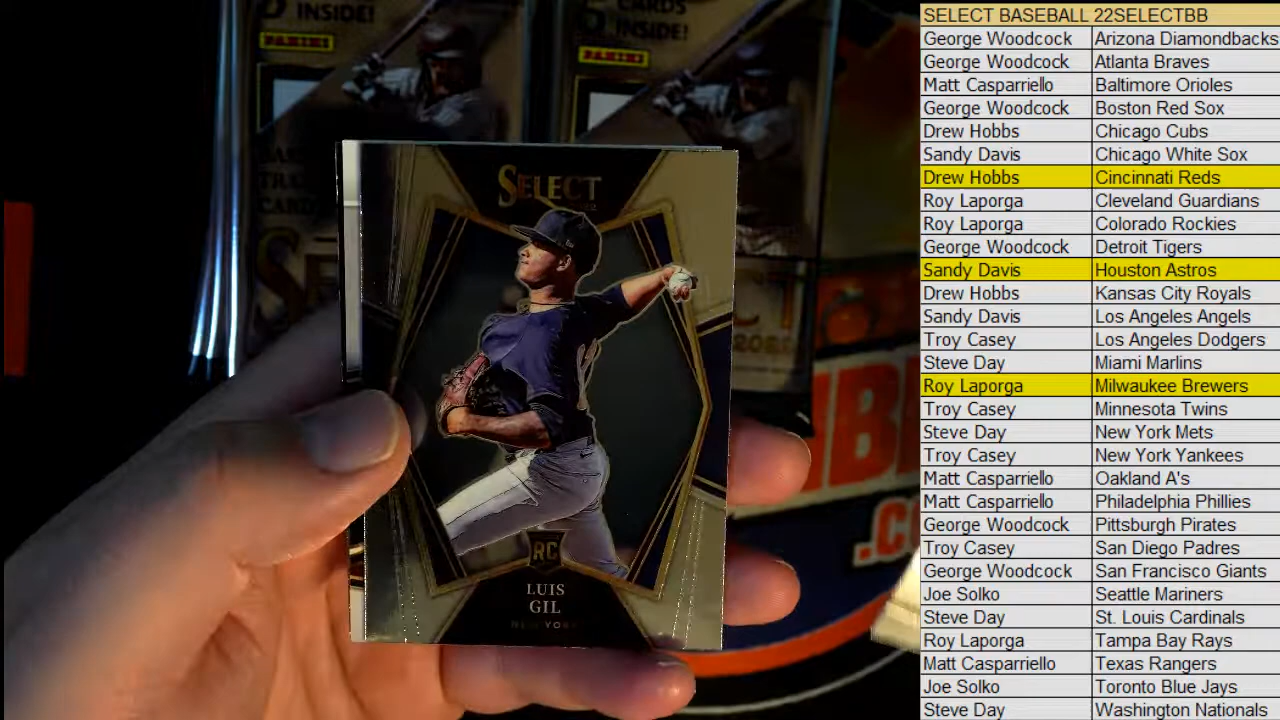 INSIDE!
PANINI
CARDS
INSIDE!
PANINI
SELECT
LUIS
GIL
NEW YORK
RC
SELECT BASEBALL 22SELECTBB
George Woodcock Arizona Diamondbacks
George Woodcock Atlanta Braves
Matt Casparriello Baltimore Orioles
George Woodcock Boston Red Sox
Drew Hobbs Chicago Cubs
Sandy Davis Chicago White Sox
Drew Hobbs Cincinnati Reds
Roy Laporga Cleveland Guardians
Roy Laporga Colorado Rockies
George Woodcock Detroit Tigers
Sandy Davis Houston Astros
Drew Hobbs Kansas City Royals
Sandy Davis Los Angeles Angels
Troy Casey Los Angeles Dodgers
Steve Day Miami Marlins
Roy Laporga Milwaukee Brewers
Troy Casey Minnesota Twins
Steve Day New York Mets
Troy Casey New York Yankees
Matt Casparriello Oakland A's
Matt Casparriello Philadelphia Phillies
George Woodcock Pittsburgh Pirates
Troy Casey San Diego Padres
George Woodcock San Francisco Giants
Joe Solko Seattle Mariners
Steve Day St. Louis Cardinals
Roy Laporga Tampa Bay Rays
Matt Casparriello Texas Rangers
Joe Solko Toronto Blue Jays
Steve Day Washington Nationals